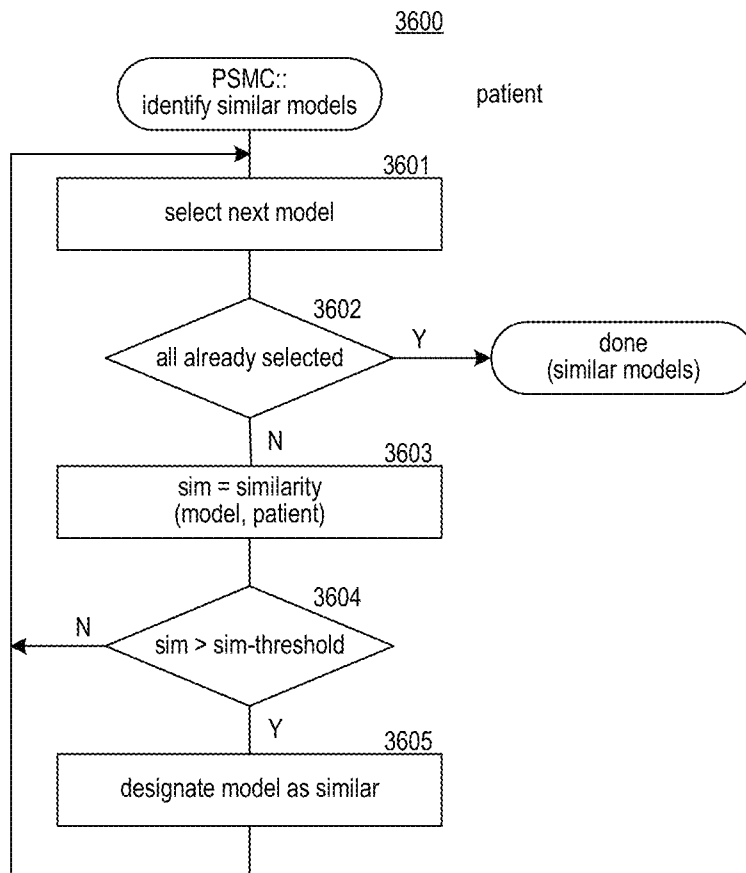 3600
PSMC::
identify similar models
patient
3601
select next model
3602
all already selected
Y
done
(similar models)
N
3603
sim = similarity
(model, patient)
3604
N
sim > sim-threshold
Y
3605
designate model as similar